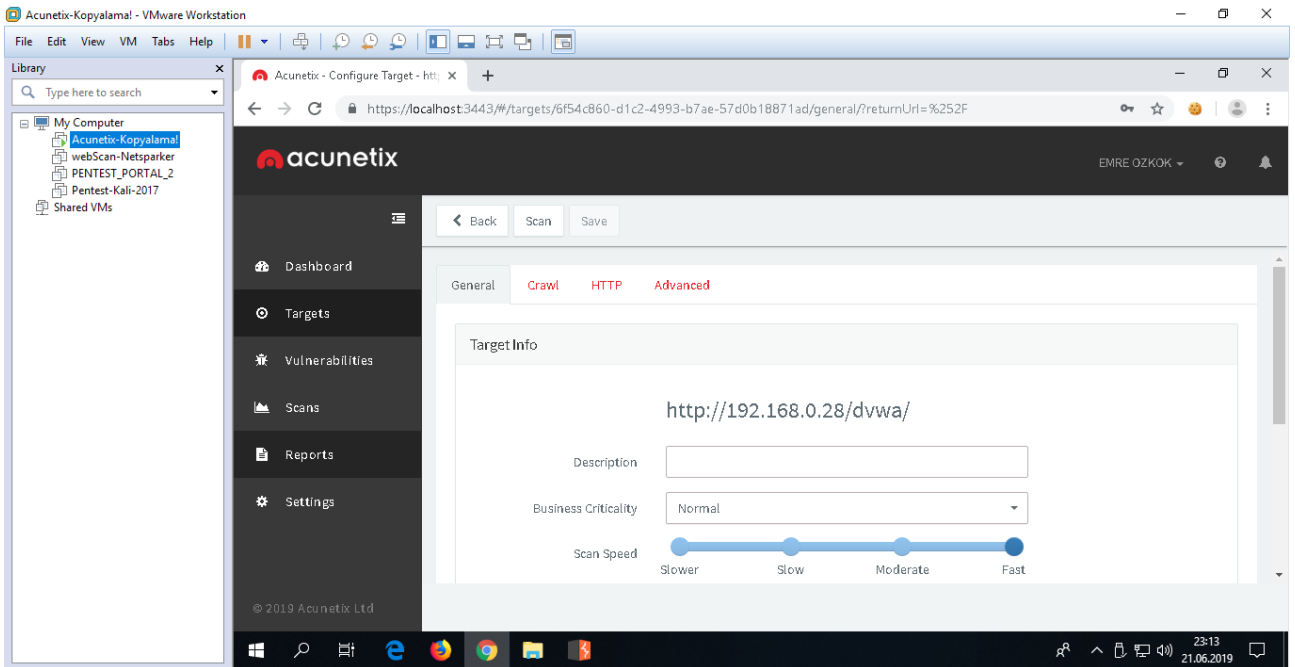 Acunetix-Kopyalama! - VMware Workstation
File Edit View VM Tabs Help
Library
Type here to search
My Computer
Acunetix-Kopyalama!
webScan-Netsparker
PENTEST_PORTAL_2
Pentest-Kali-2017
Shared VMs
Acunetix - Configure Target - htt
https://localhost:3443/#/targets/6f54c860-d1c2-4993-b7ae-57d0b18871ad/general/?returnUrl=%252F
acunetix
EMRE OZKOK
Back Scan Save
Dashboard
Targets
Vulnerabilities
Scans
Reports
Settings
© 2019 Acunetix Ltd
General Crawl HTTP Advanced
Target Info
http://192.168.0.28/dvwa/
Description
Business Criticality Normal
Scan Speed
Slower Slow Moderate Fast
23:13
21.06.2019